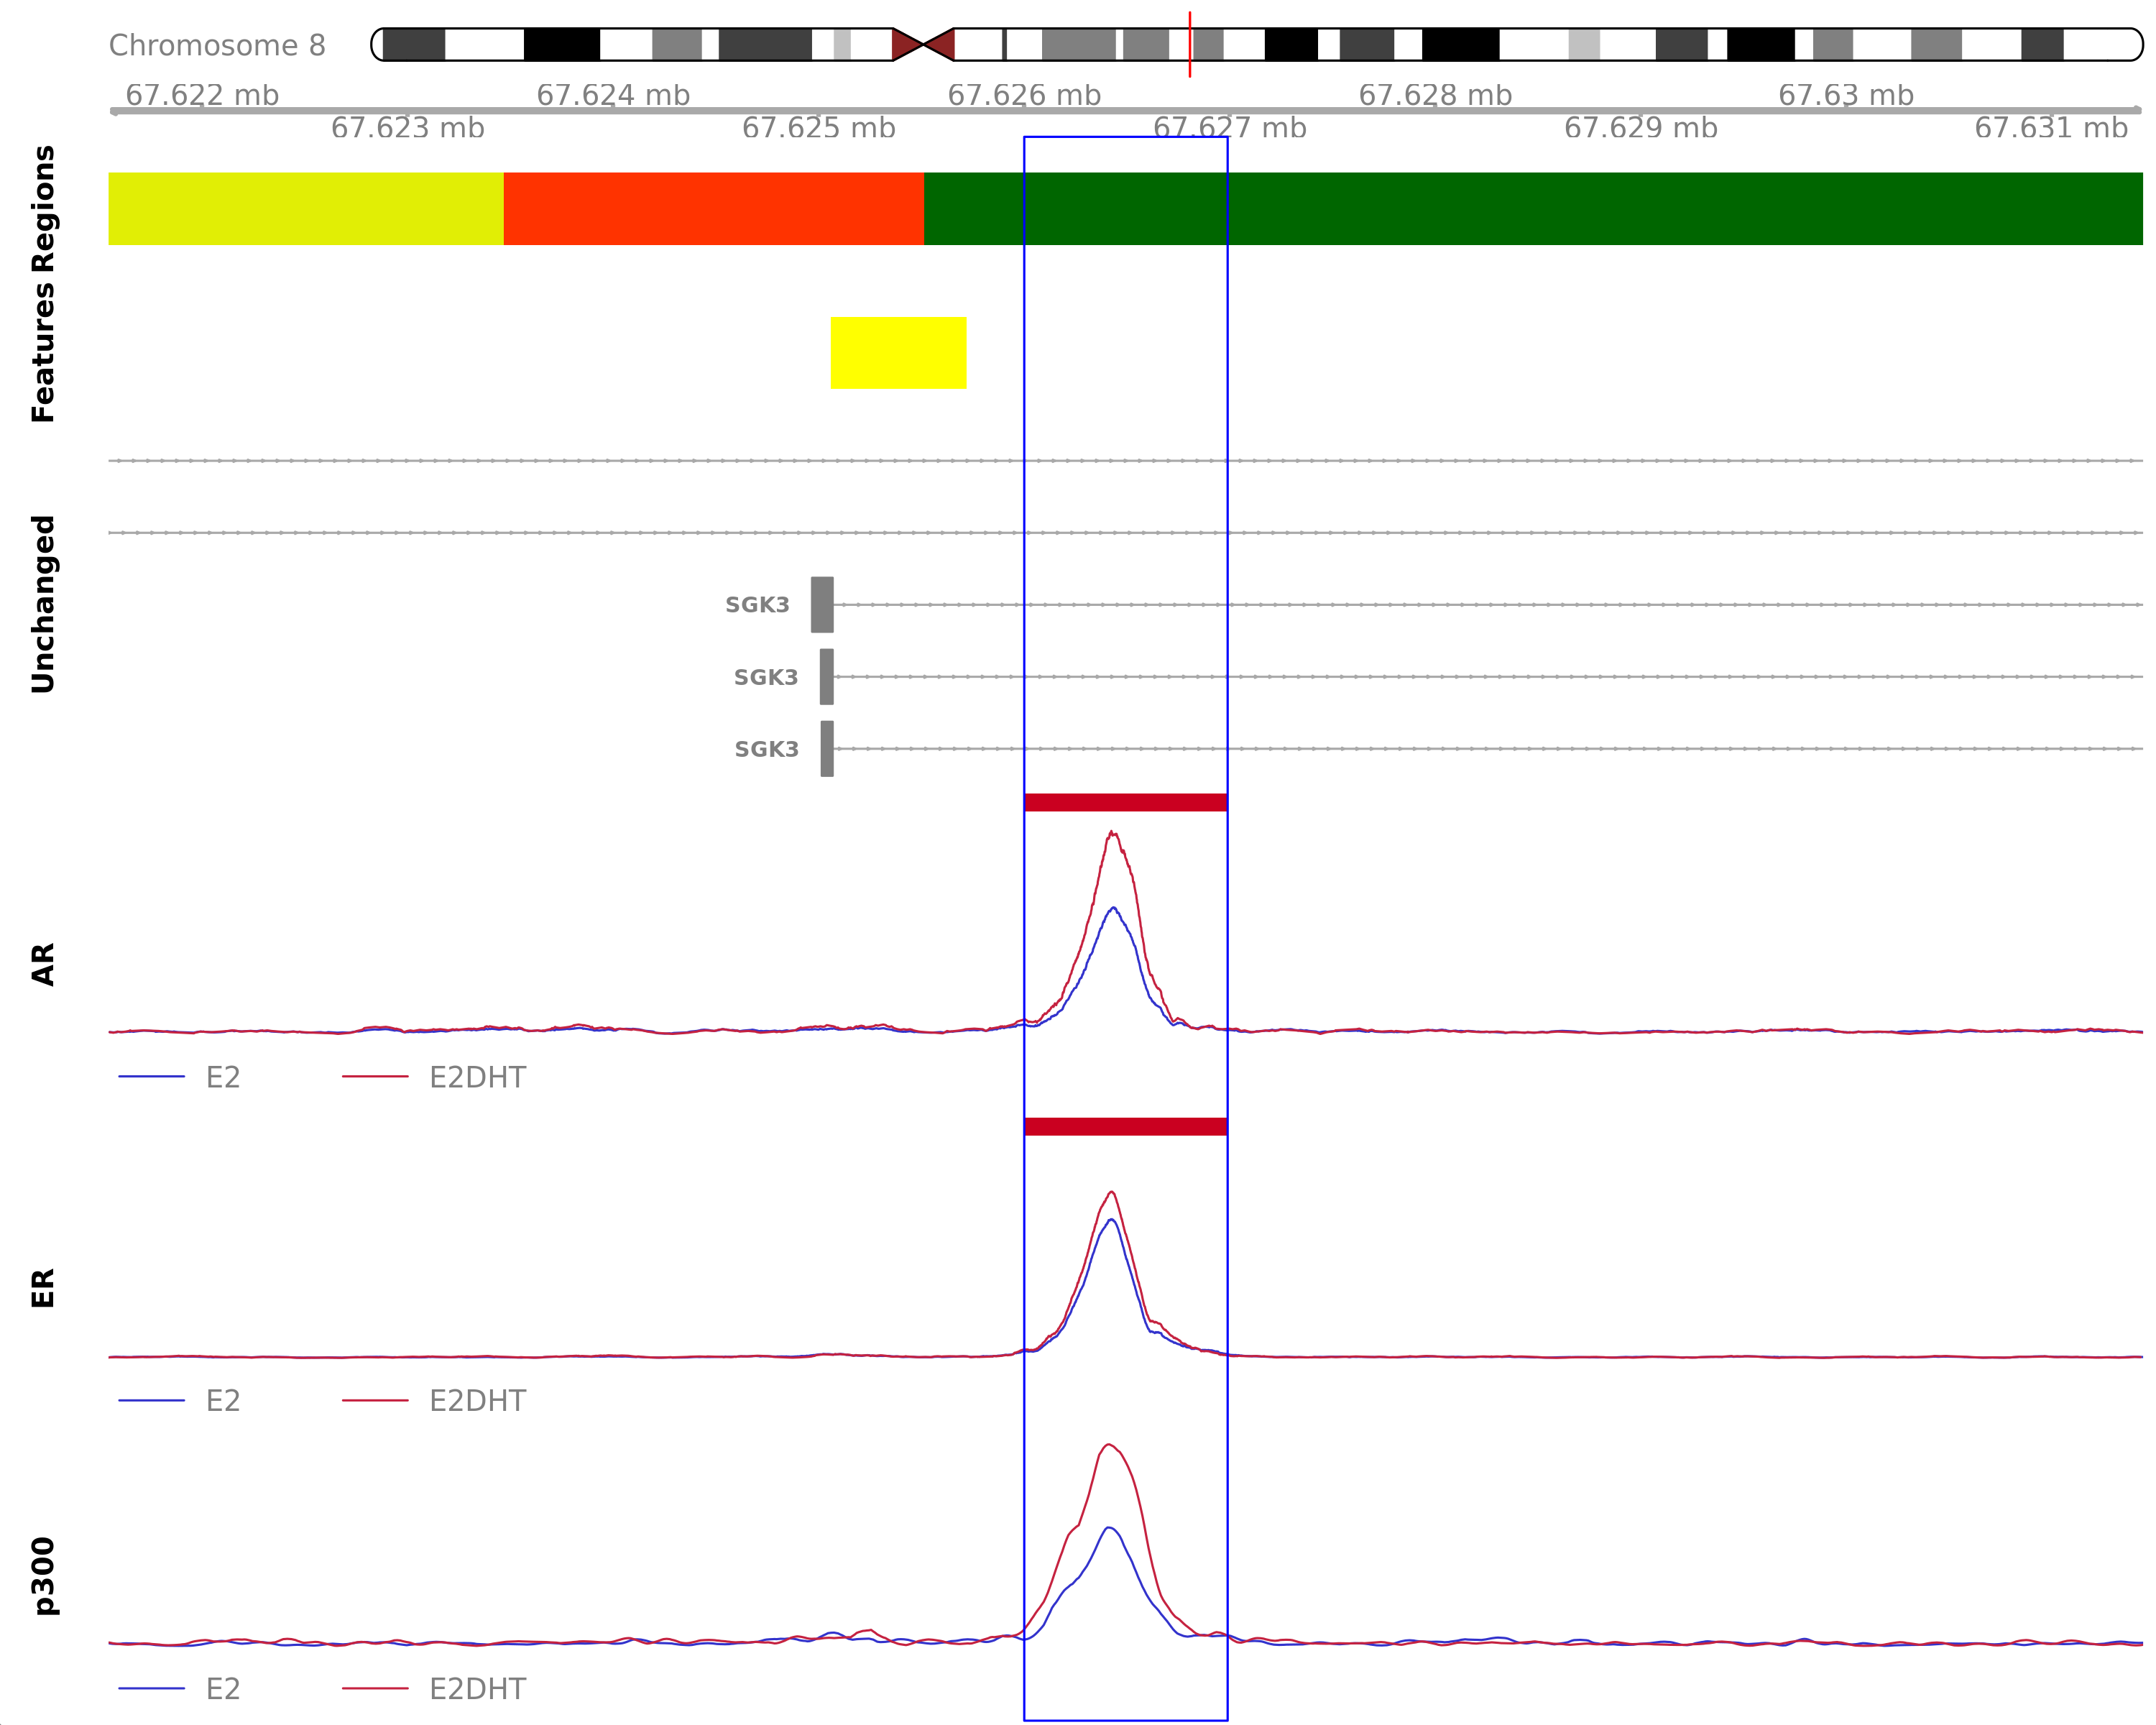 Chromosome 8
67.622 mb 67.624 mb 67.626 mb 67.628 mb 67.63 mb
67.623 mb 67.625 mb 67.627 mb 67.629 mb 67.631 mb
Regions
Features
Unchanged
SGK3
SGK3
SGK3
AR
E2 E2DHT
ER
E2 E2DHT
p300
E2 E2DHT